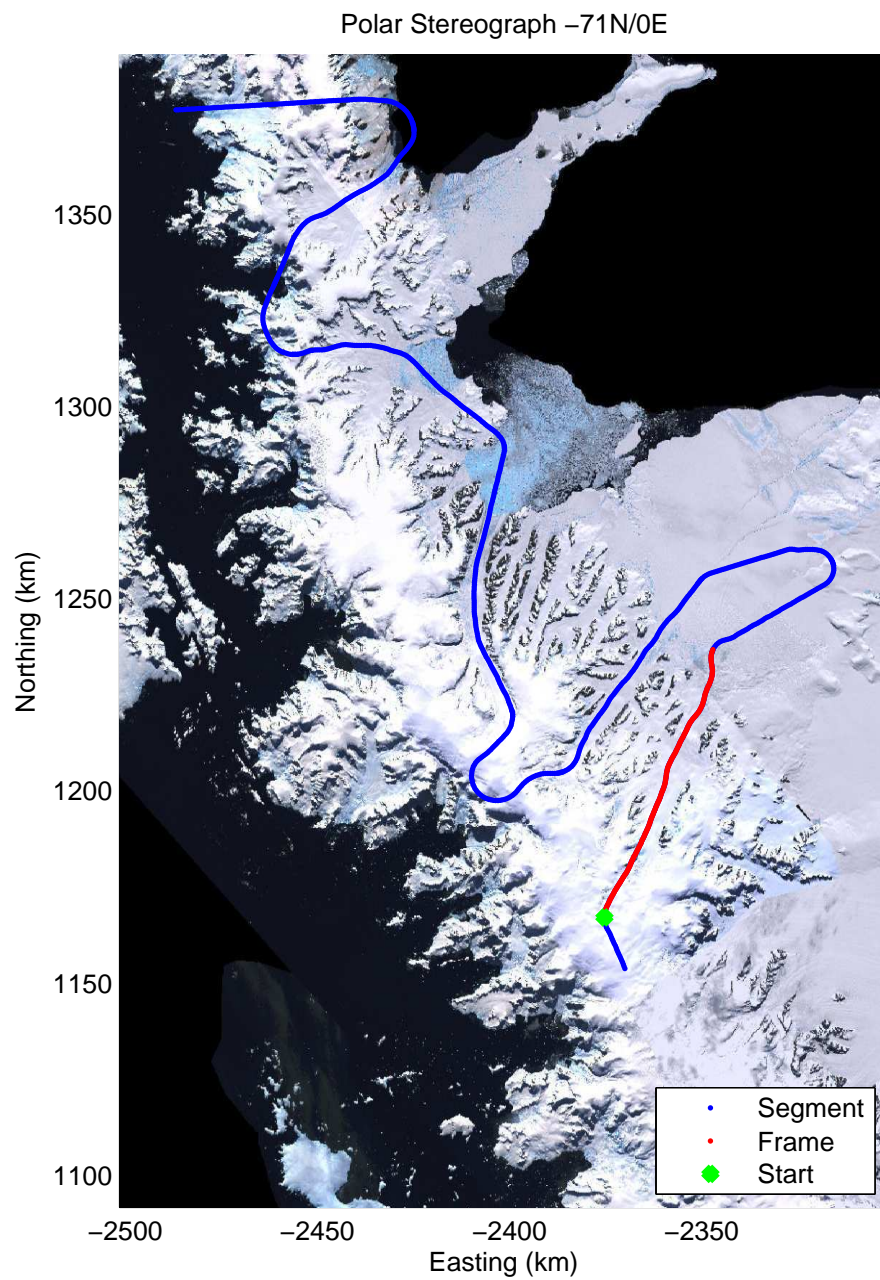 Polar Stereograph −71N/0E
1350
1300
1250
1200
1150
1100
Northing (km)
−2500
−2450
−2400
−2350
Easting (km)
Segment
Frame
Start